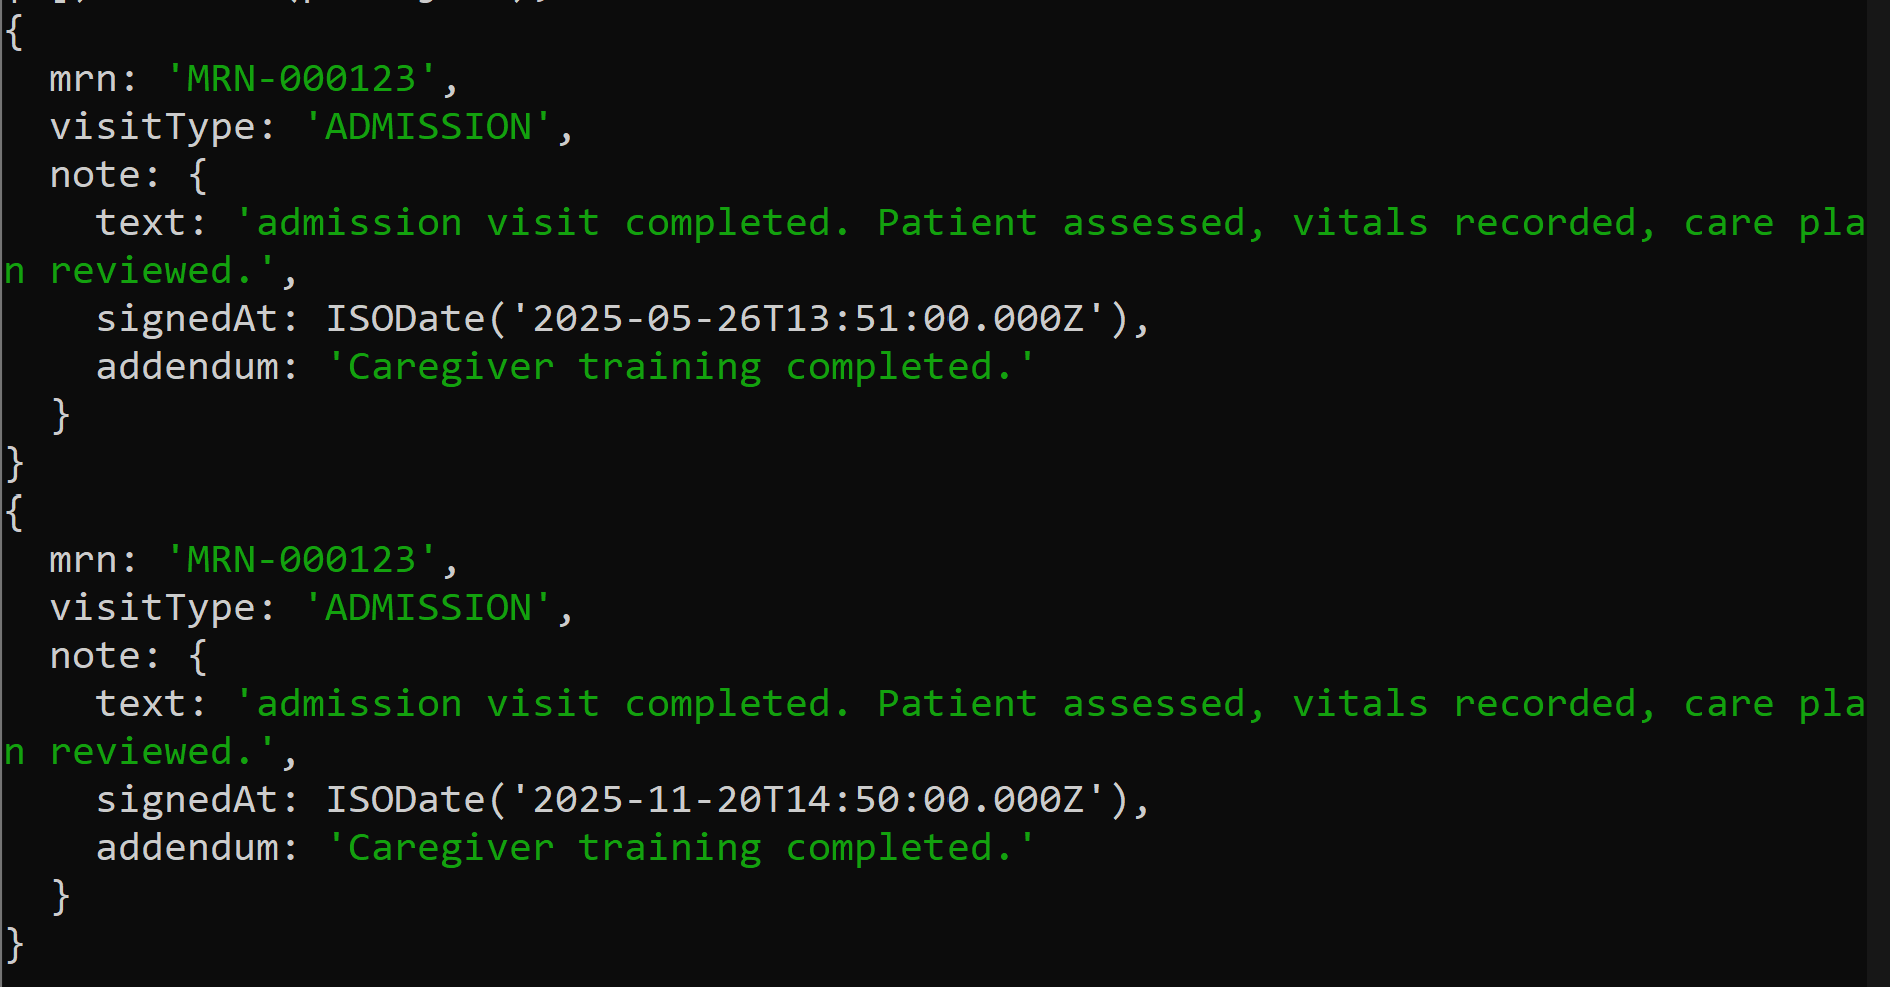 {
  mrn: 'MRN-000123',
  visitType: 'ADMISSION',
  note: {
    text: 'admission visit completed. Patient assessed, vitals recorded, care pla
n reviewed.',
    signedAt: ISODate('2025-05-26T13:51:00.000Z'),
    addendum: 'Caregiver training completed.'
  }
}
{
  mrn: 'MRN-000123',
  visitType: 'ADMISSION',
  note: {
    text: 'admission visit completed. Patient assessed, vitals recorded, care pla
n reviewed.',
    signedAt: ISODate('2025-11-20T14:50:00.000Z'),
    addendum: 'Caregiver training completed.'
  }
}